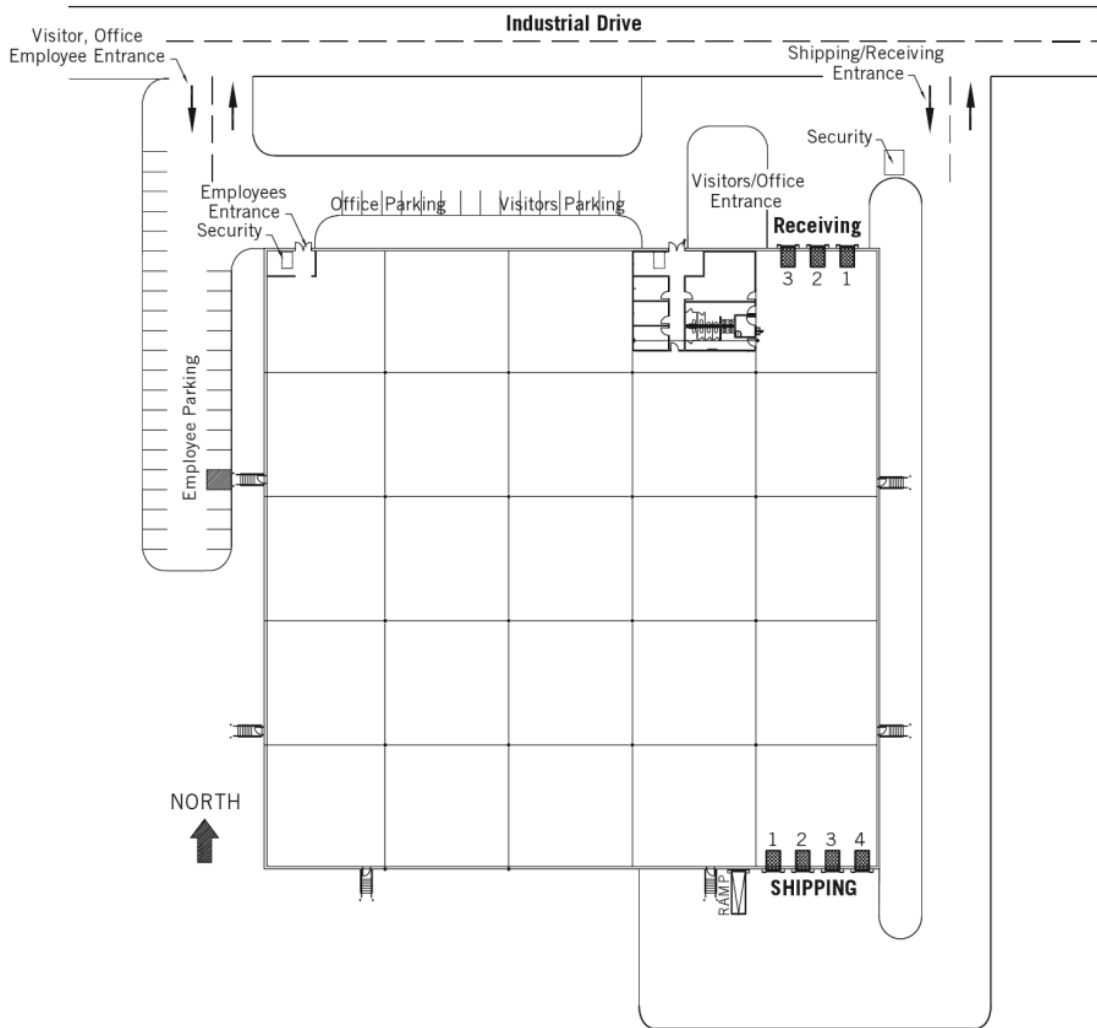 Industrial Drive
Visitor, Office
Employee Entrance
Shipping/Receiving
Entrance
Security
Employees
Entrance
Security
Office Parking
Visitors Parking
Visitors/Office
Entrance
Receiving
3 2 1
Employee Parking
NORTH
1 2 3 4
RAMP
SHIPPING